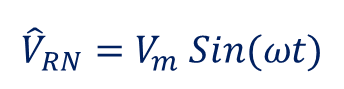 V̂_RN = V_m Sin(ωt)